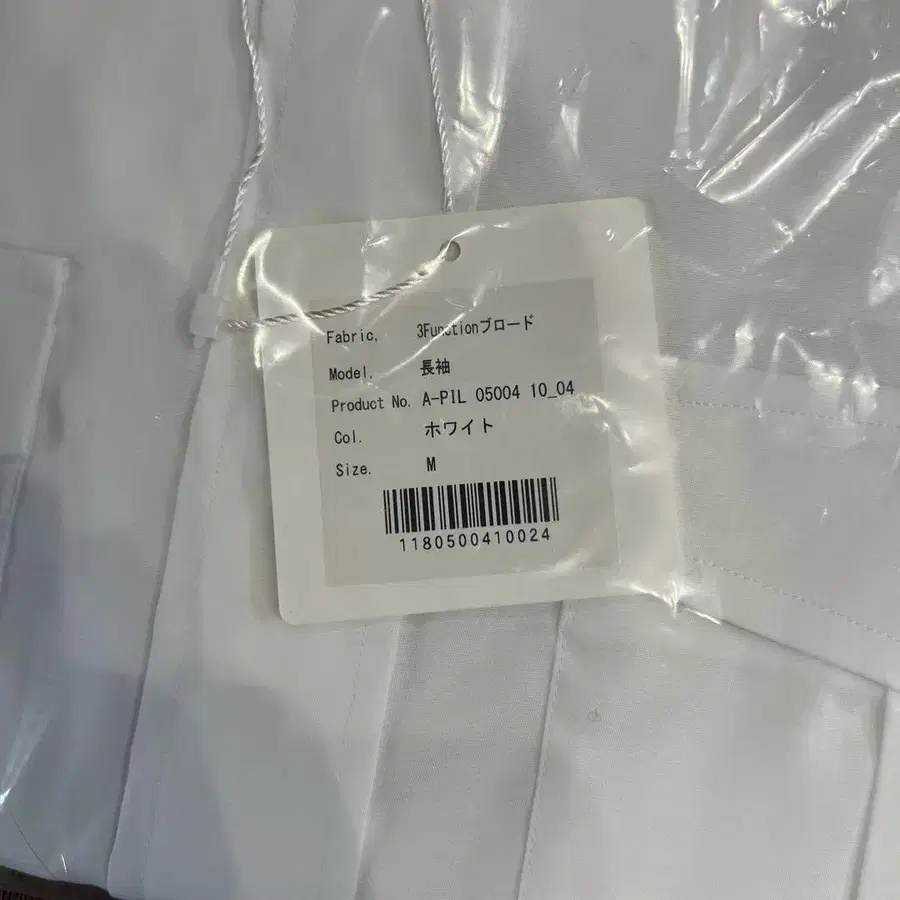 Fabric. 3Functionブロード
Model. 長袖
Product No. A-PIL 05004 10_04
Col. ホワイト
Size. M
1180500410024